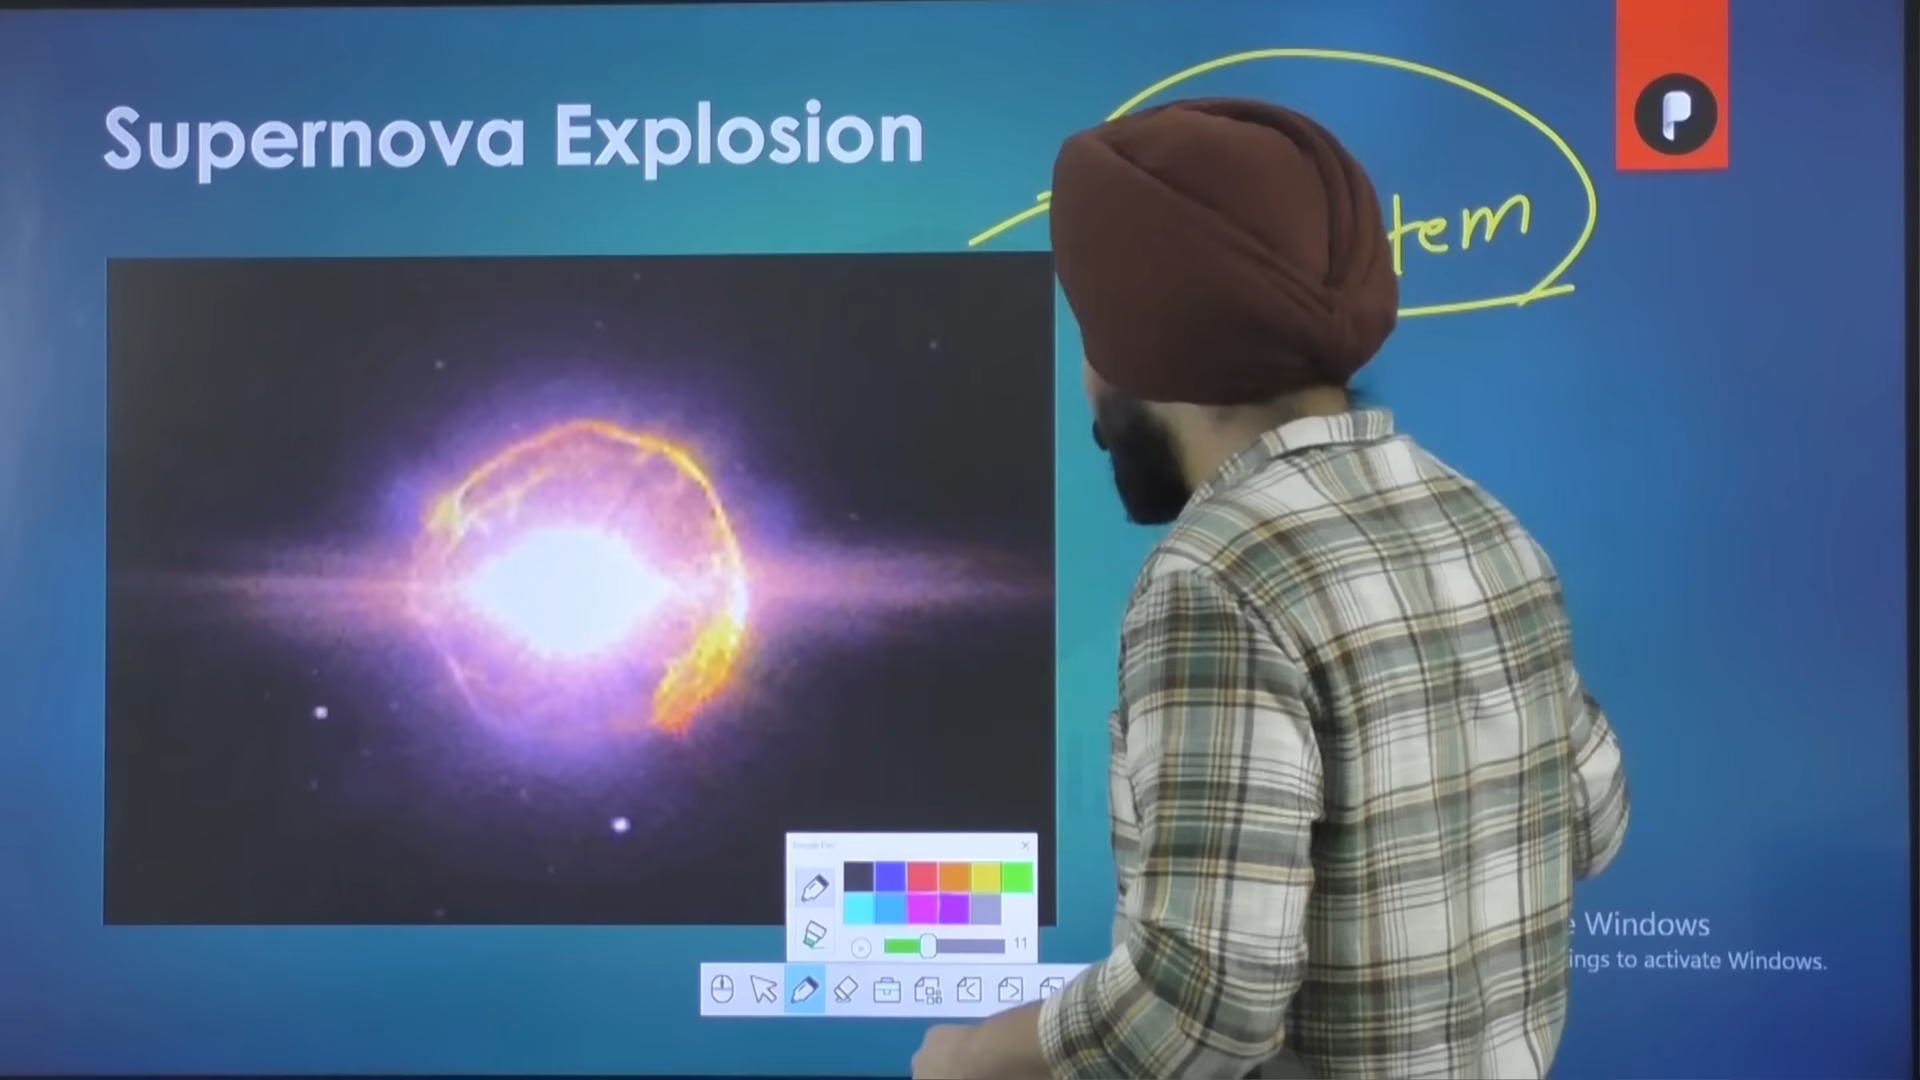 Supernova Explosion
P
tem
11
e Windows
ings to activate Windows.